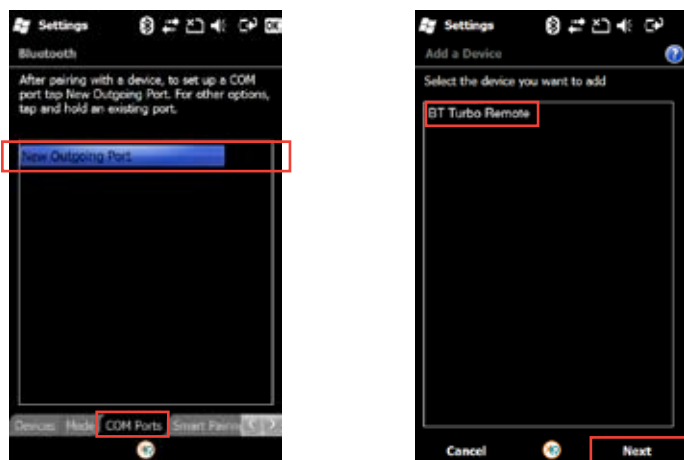 Settings
OK
Bluetooth
After pairing with a device, to set up a COM
port tap New Outgoing Port. For other options,
tap and hold an existing port.
New Outgoing Port
Devices Mode COM Ports Smart Pairing
Settings
Add a Device
?
Select the device you want to add
BT Turbo Remote
Cancel Next